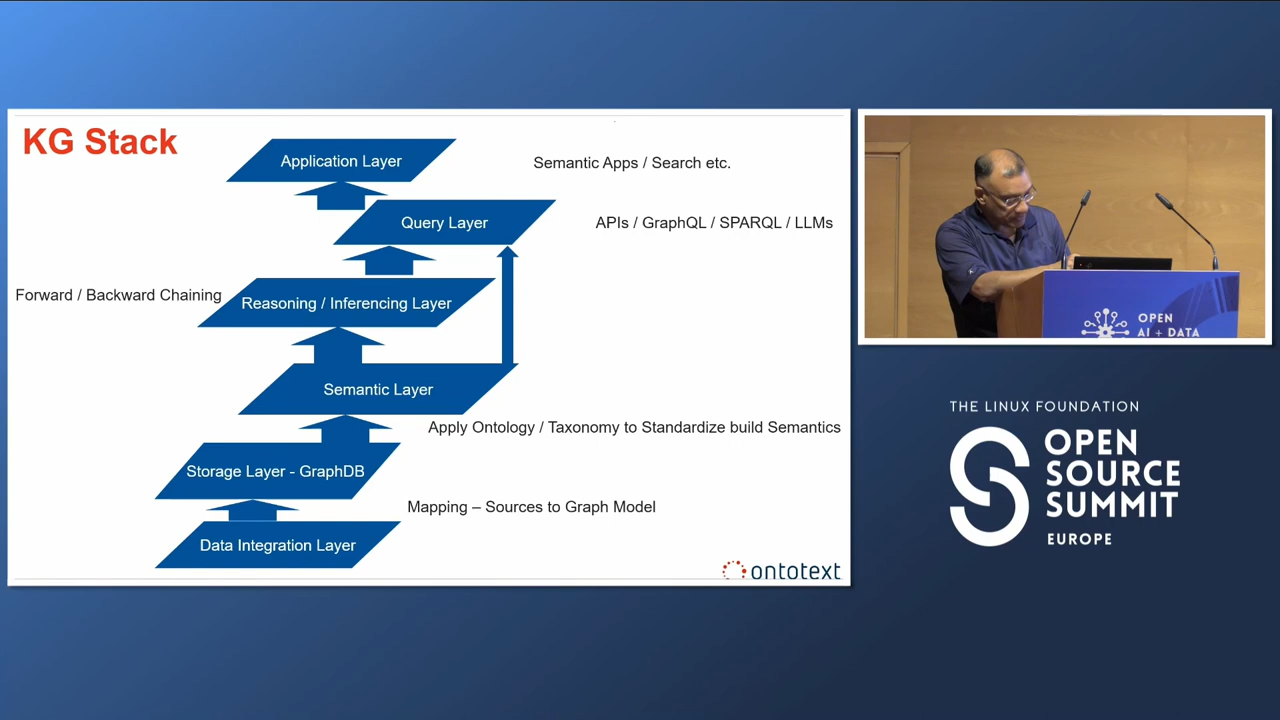 KG Stack
Application Layer
Semantic Apps / Search etc.
Query Layer
APIs / GraphQL / SPARQL / LLMs
Forward / Backward Chaining
Reasoning / Inferencing Layer
Semantic Layer
Apply Ontology / Taxonomy to Standardize build Semantics
Storage Layer - GraphDB
Mapping – Sources to Graph Model
Data Integration Layer
ontotext
OPEN
AI + DATA
THE LINUX FOUNDATION
OPEN
SOURCE
SUMMIT
EUROPE